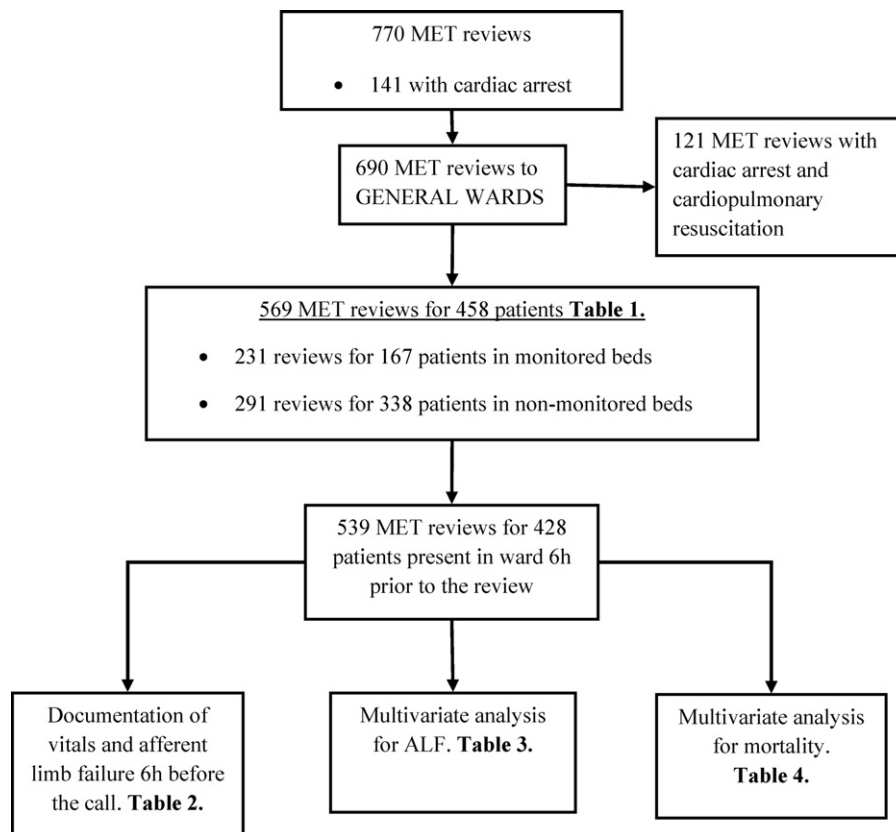 770 MET reviews
• 141 with cardiac arrest
690 MET reviews to
GENERAL WARDS
121 MET reviews with
cardiac arrest and
cardiopulmonary
resuscitation
569 MET reviews for 458 patients Table 1.
• 231 reviews for 167 patients in monitored beds
• 291 reviews for 338 patients in non-monitored beds
539 MET reviews for 428
patients present in ward 6h
prior to the review
Documentation of
vitals and afferent
limb failure 6h before
the call. Table 2.
Multivariate analysis
for ALF. Table 3.
Multivariate analysis
for mortality.
Table 4.